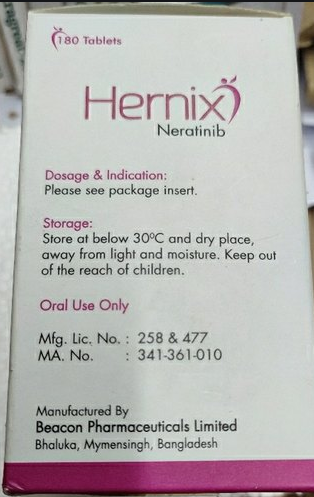 180 Tablets
Hernix
Neratinib
Dosage & Indication:
Please see package insert.
Storage:
Store at below 30ºC and dry place,
away from light and moisture. Keep out
of the reach of children.
Oral Use Only
Mfg. Lic. No. : 258 & 477
MA. No. : 341-361-010
Manufactured By
Beacon Pharmaceuticals Limited
Bhaluka, Mymensingh, Bangladesh